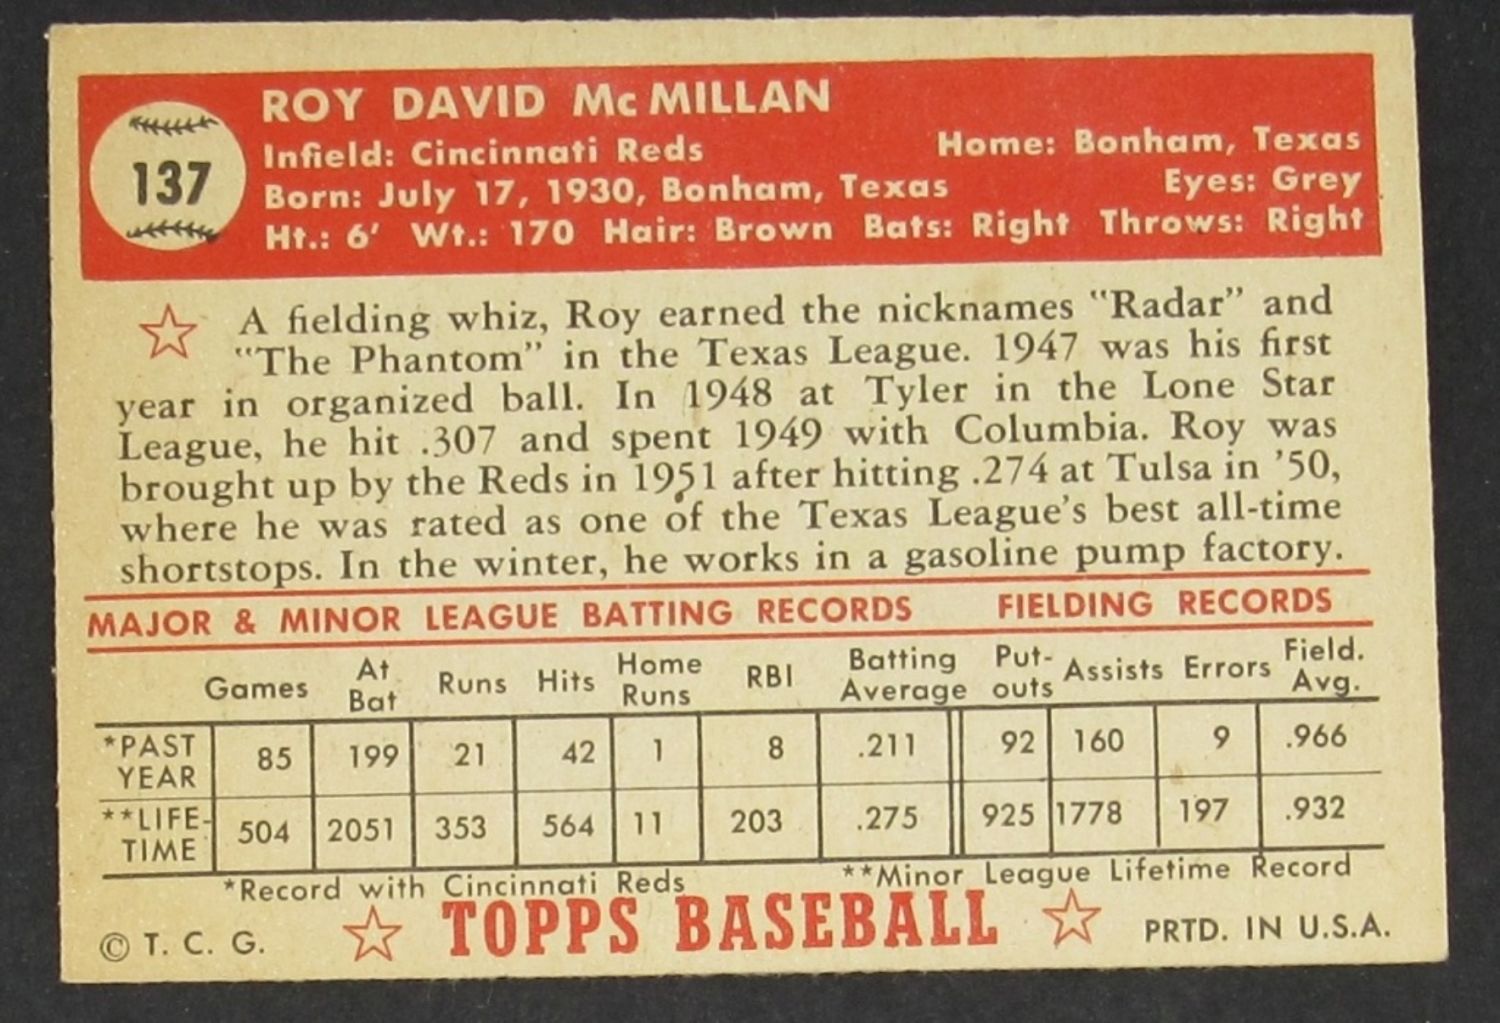 137
ROY DAVID McMILLAN
Infield: Cincinnati Reds Home: Bonham, Texas
Born: July 17, 1930, Bonham, Texas Eyes: Grey
Ht.: 6' Wt.: 170 Hair: Brown Bats: Right Throws: Right
A fielding whiz, Roy earned the nicknames "Radar" and
"The Phantom" in the Texas League. 1947 was his first
year in organized ball. In 1948 at Tyler in the Lone Star
League, he hit .307 and spent 1949 with Columbia. Roy was
brought up by the Reds in 1951 after hitting .274 at Tulsa in '50,
where he was rated as one of the Texas League's best all-time
shortstops. In the winter, he works in a gasoline pump factory.
MAJOR & MINOR LEAGUE BATTING RECORDS FIELDING RECORDS
Games At Bat Runs Hits Home Runs RBI Batting Average Put-outs Assists Errors Field. Avg.
*PAST YEAR 85 199 21 42 1 8 .211 92 160 9 .966
**LIFE-TIME 504 2051 353 564 11 203 .275 925 1778 197 .932
*Record with Cincinnati Reds **Minor League Lifetime Record
© T. C. G. TOPPS BASEBALL PRTD. IN U.S.A.